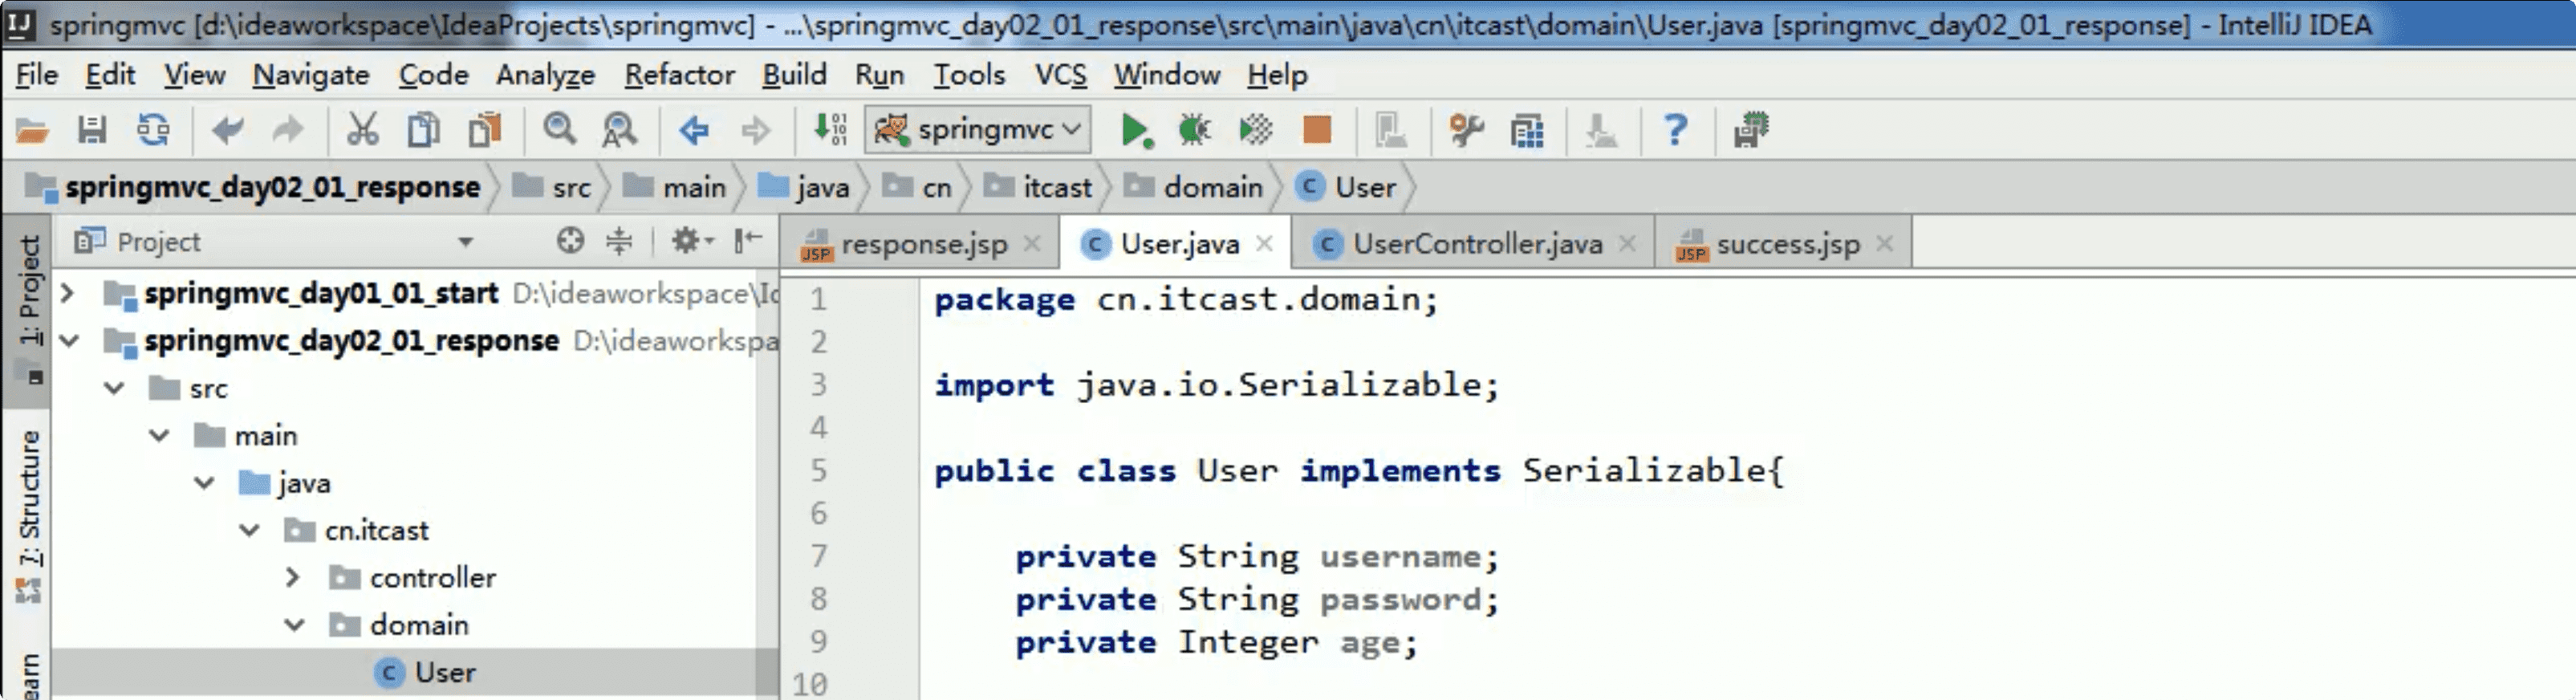 springmvc [d:\ideaworkspace\IdeaProjects\springmvc] - ...\springmvc_day02_01_response\src\main\java\cn\itcast\domain\User.java [springmvc_day02_01_response] - IntelliJ IDEA
File Edit View Navigate Code Analyze Refactor Build Run Tools VCS Window Help
springmvc
springmvc_day02_01_response src main java cn itcast domain User
1: Project
7: Structure
Project
springmvc_day01_01_start D:\ideaworkspace\Id
springmvc_day02_01_response D:\ideaworkspa
src
main
java
cn.itcast
controller
domain
User
response.jsp User.java UserController.java success.jsp
1 package cn.itcast.domain;
2
3 import java.io.Serializable;
4
5 public class User implements Serializable{
6
7 private String username;
8 private String password;
9 private Integer age;
10